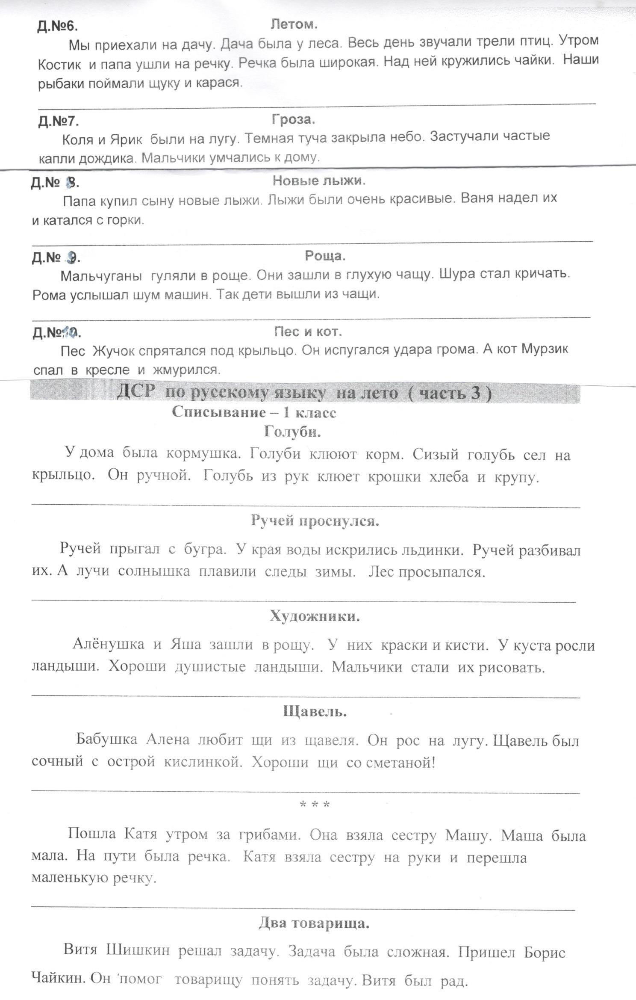 Д.№6. Летом.
Мы приехали на дачу. Дача была у леса. Весь день звучали трели птиц. Утром
Костик и папа ушли на речку. Речка была широкая. Над ней кружились чайки. Наши
рыбаки поймали щуку и карася.
Д.№7. Гроза.
Коля и Ярик были на лугу. Темная туча закрыла небо. Застучали частые
капли дождика. Мальчики умчались к дому.
Д.№ 8. Новые лыжи.
Папа купил сыну новые лыжи. Лыжи были очень красивые. Ваня надел их
и катался с горки.
Д.№ 9. Роща.
Мальчуганы гуляли в роще. Они зашли в глухую чащу. Шура стал кричать.
Рома услышал шум машин. Так дети вышли из чащи.
Д.№10. Пес и кот.
Пес Жучок спрятался под крыльцо. Он испугался удара грома. А кот Мурзик
спал в кресле и жмурился.
ДСР по русскому языку на лето ( часть 3 )
Списывание – 1 класс
Голуби.
У дома была кормушка. Голуби клюют корм. Сизый голубь сел на
крыльцо. Он ручной. Голубь из рук клюет крошки хлеба и крупу.
Ручей проснулся.
Ручей прыгал с бугра. У края воды искрились льдинки. Ручей разбивал
их. А лучи солнышка плавили следы зимы. Лес просыпался.
Художники.
Алёнушка и Яша зашли в рощу. У них краски и кисти. У куста росли
ландыши. Хороши душистые ландыши. Мальчики стали их рисовать.
Щавель.
Бабушка Алена любит щи из щавеля. Он рос на лугу. Щавель был
сочный с острой кислинкой. Хороши щи со сметаной!
* * *
Пошла Катя утром за грибами. Она взяла сестру Машу. Маша была
мала. На пути была речка. Катя взяла сестру на руки и перешла
маленькую речку.
Два товарища.
Витя Шишкин решал задачу. Задача была сложная. Пришел Борис
Чайкин. Он помог товарищу понять задачу. Витя был рад.